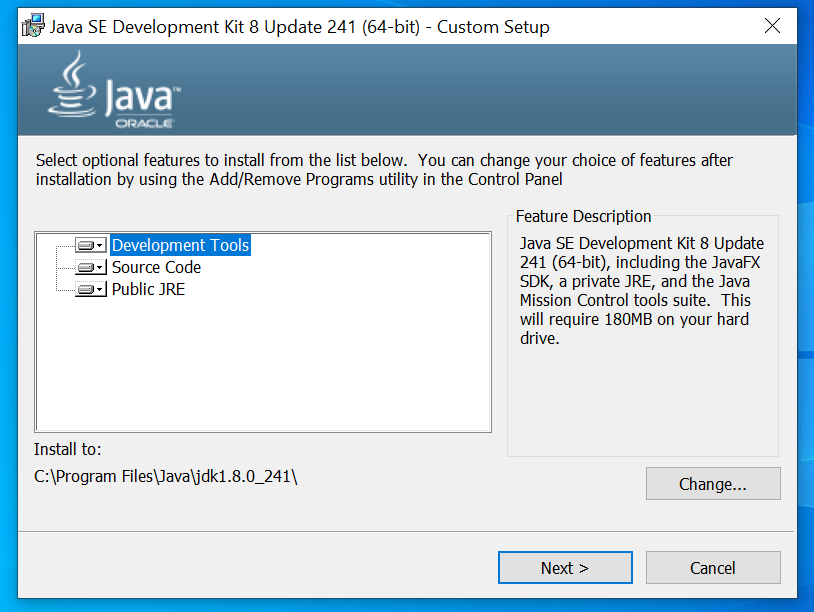 Java SE Development Kit 8 Update 241 (64-bit) - Custom Setup
Java™
ORACLE
Select optional features to install from the list below.  You can change your choice of features after
installation by using the Add/Remove Programs utility in the Control Panel
Development Tools
Source Code
Public JRE
Feature Description
Java SE Development Kit 8 Update
241 (64-bit), including the JavaFX
SDK, a private JRE, and the Java
Mission Control tools suite.  This
will require 180MB on your hard
drive.
Install to:
C:\Program Files\Java\jdk1.8.0_241\
Change...
Next >
Cancel